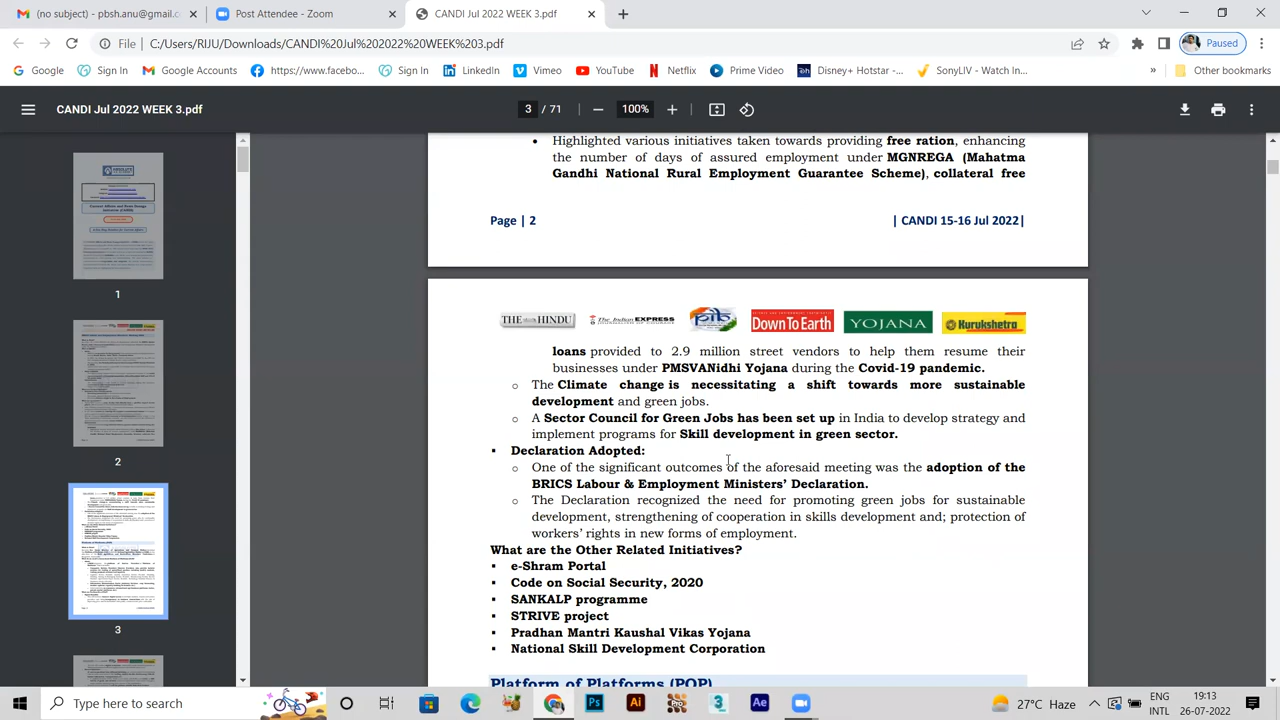 (no subject) - pbsh.anu@gmail.c
Post Attendee - Zoom
CANDI Jul 2022 WEEK 3.pdf
File | C:/Users/RIJU/Downloads/CANDI%20Jul%202022%20WEEK%203.pdf
Paused
Google
Sign In
Google Accounts
https://www.facebo...
Sign In
LinkedIn
Vimeo
YouTube
Netflix
Prime Video
Disney+ Hotstar -...
SonyLIV - Watch In...
»
Other bookmarks
CANDI Jul 2022 WEEK 3.pdf
3 / 71
100%
• Highlighted various initiatives taken towards providing free ration, enhancing
the number of days of assured employment under MGNREGA (Mahatma
Gandhi National Rural Employment Guarantee Scheme), collateral free
Page | 2
| CANDI 15-16 Jul 2022|
THE HINDU
The Indian EXPRESS
DownToEarth
YOJANA
Kurukshetra
loans provided to 2.9 million street vendors to help them resume their
businesses under PMSVANidhi Yojana during the Covid-19 pandemic.
o The Climate change is necessitating a shift towards more sustainable
development and green jobs.
o A Sector Council for Green Jobs has been set up in India to develop strategy and
implement programs for Skill development in green sector.
▪ Declaration Adopted:
o One of the significant outcomes of the aforesaid meeting was the adoption of the
BRICS Labour & Employment Ministers’ Declaration.
o The Declaration recognized the need for promoting green jobs for sustainable
development, strengthening of cooperation in skills development and; protection of
workers’ rights in new forms of employment.
What are the Other Related Initiatives?
▪ e-Shram Portal
▪ Code on Social Security, 2020
▪ SANKALP programme
▪ STRIVE project
▪ Pradhan Mantri Kaushal Vikas Yojana
▪ National Skill Development Corporation
Platform of Platforms (POP)
1
2
3
Type here to search
Ps
Ai
Pro
3
Ae
27°C Haze
ENG
INTL
19:13
26-07-2022